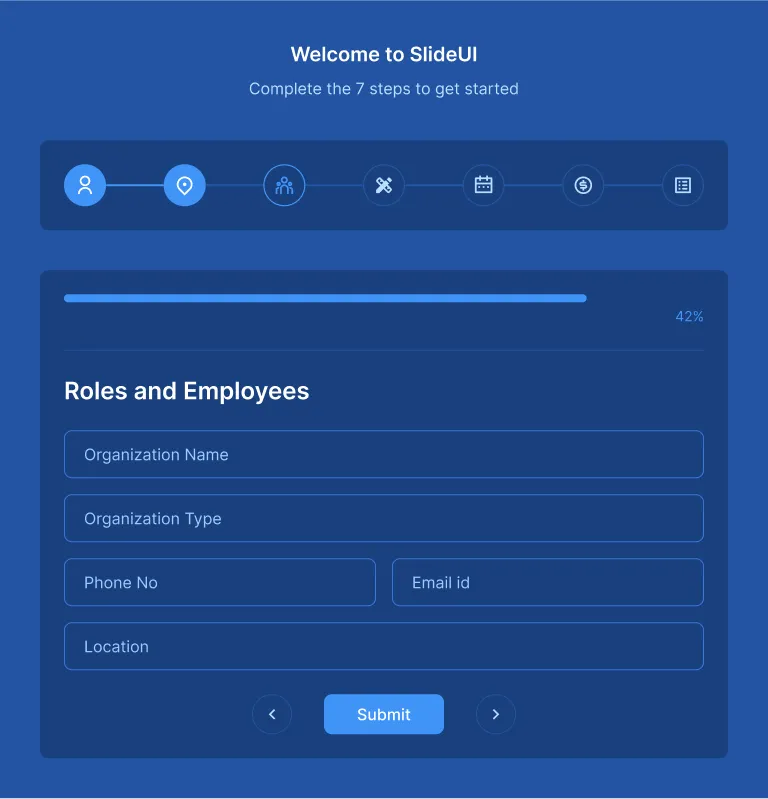 Welcome to SlideUI
Complete the 7 steps to get started
42%
Roles and Employees
Organization Name
Organization Type
Phone No
Email id
Location
Submit